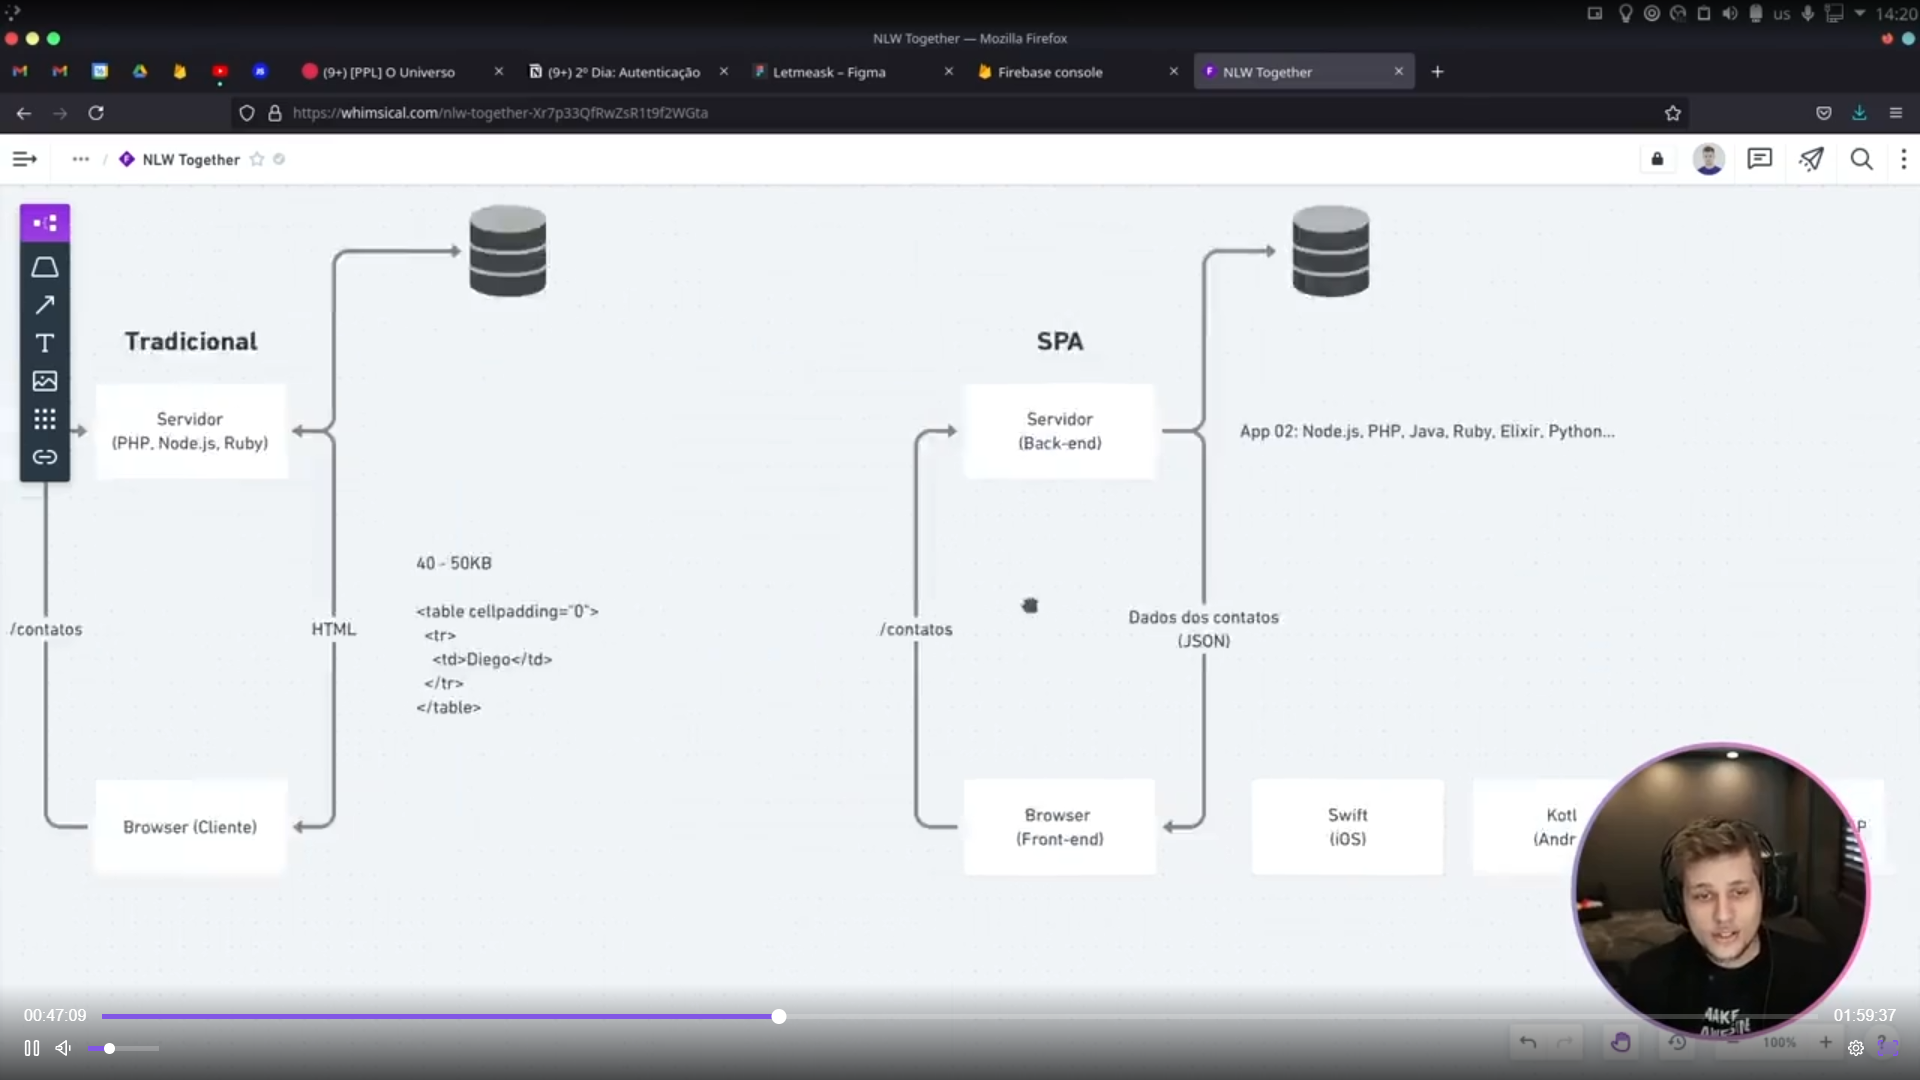 us
14:20
NLW Together — Mozilla Firefox
(9+) [PPL] O Universo
(9+) 2º Dia: Autenticação
Letmeask – Figma
Firebase console
NLW Together
https://whimsical.com/nlw-together-Xr7p33QfRwZsR1t9f2WGta
... / NLW Together
Tradicional
Servidor
(PHP, Node.js, Ruby)
/contatos
HTML
40 - 50KB
<table cellpadding="0">
<tr>
<td>Diego</td>
</tr>
</table>
Browser (Cliente)
SPA
Servidor
(Back-end)
App 02: Node.js, PHP, Java, Ruby, Elixir, Python...
/contatos
Dados dos contatos
(JSON)
Browser
(Front-end)
Swift
(iOS)
Kotl
(Andr
P
MAKE
AWESOME
00:47:09
01:59:37
100%